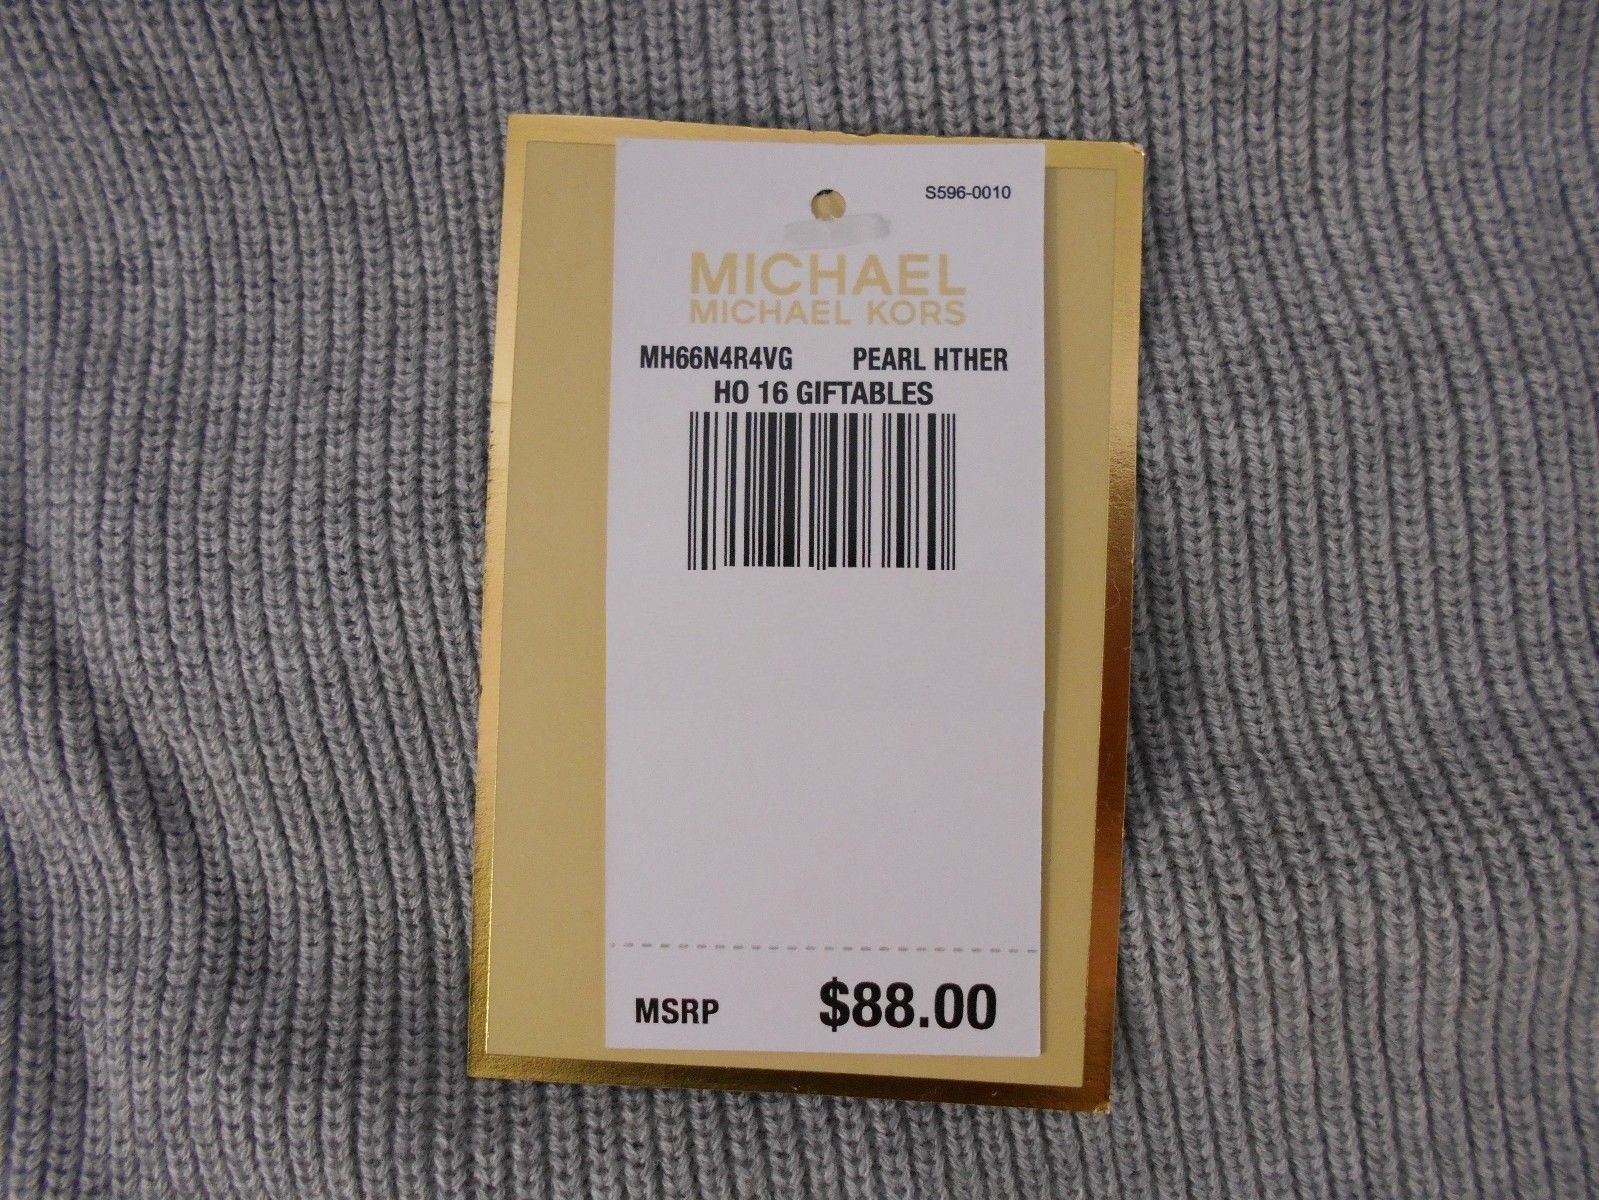 S596-0010
MICHAEL
MICHAEL KORS
MH66N4R4VG PEARL HTHER
HO 16 GIFTABLES
MSRP $88.00